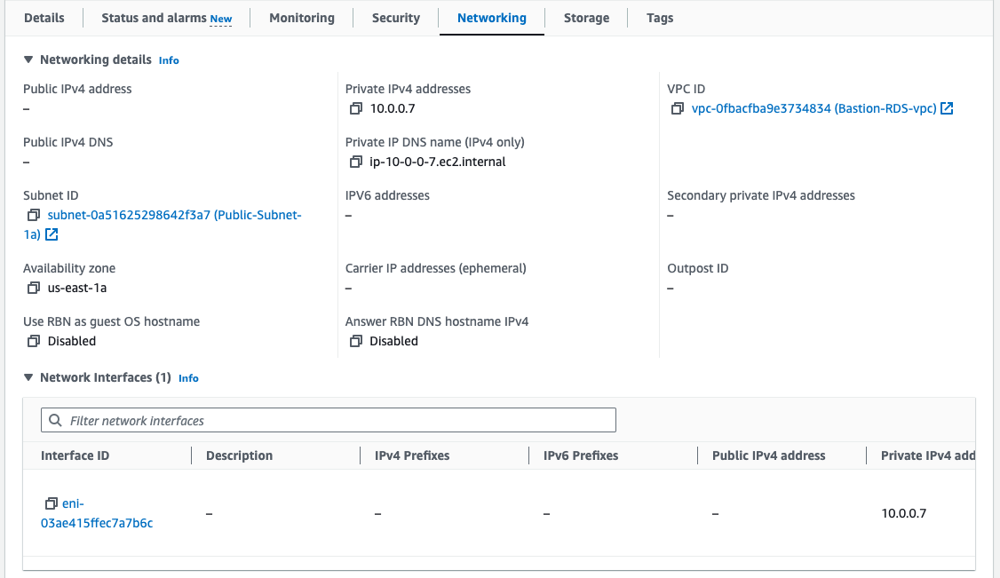 Details
Status and alarms New
Monitoring
Security
Networking
Storage
Tags
Networking details Info
Public IPv4 address
–
Private IPv4 addresses
10.0.0.7
VPC ID
vpc-0fbacfba9e3734834 (Bastion-RDS-vpc)
Public IPv4 DNS
–
Private IP DNS name (IPv4 only)
ip-10-0-0-7.ec2.internal
Subnet ID
subnet-0a51625298642f3a7 (Public-Subnet-
1a)
IPV6 addresses
–
Secondary private IPv4 addresses
–
Availability zone
us-east-1a
Carrier IP addresses (ephemeral)
–
Outpost ID
–
Use RBN as guest OS hostname
Disabled
Answer RBN DNS hostname IPv4
Disabled
Network Interfaces (1) Info
Filter network interfaces
Interface ID
Description
IPv4 Prefixes
IPv6 Prefixes
Public IPv4 address
Private IPv4 add
eni-
03ae415ffec7a7b6c
–
–
–
–
10.0.0.7